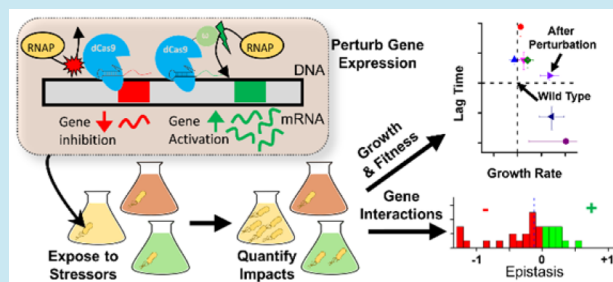 RNAP
dCas9
dCas9
ω
RNAP
Perturb Gene
Expression
DNA
mRNA
Gene
inhibition
Gene
Activation
Expose to
Stressors
Quantify
Impacts
Growth
& Fitness
Gene
Interactions
Lag Time
After
Perturbation
Wild Type
Growth Rate
-
+
-1
0
+1
Epistasis